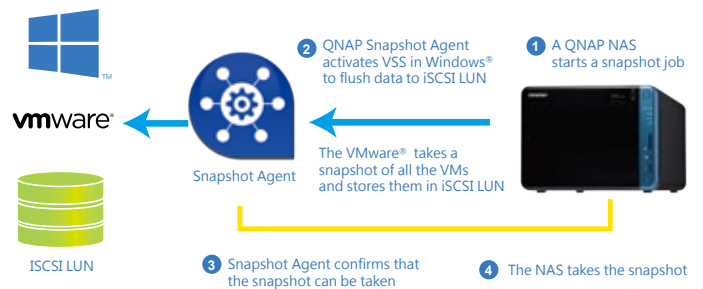 1 A QNAP NAS
starts a snapshot job
2 QNAP Snapshot Agent
activates VSS in Windows®
to flush data to iSCSI LUN
TM
vmware®
Snapshot Agent
The VMware® takes a
snapshot of all the VMs
and stores them in iSCSI LUN
ISCSI LUN
3 Snapshot Agent confirms that
the snapshot can be taken
4 The NAS takes the snapshot